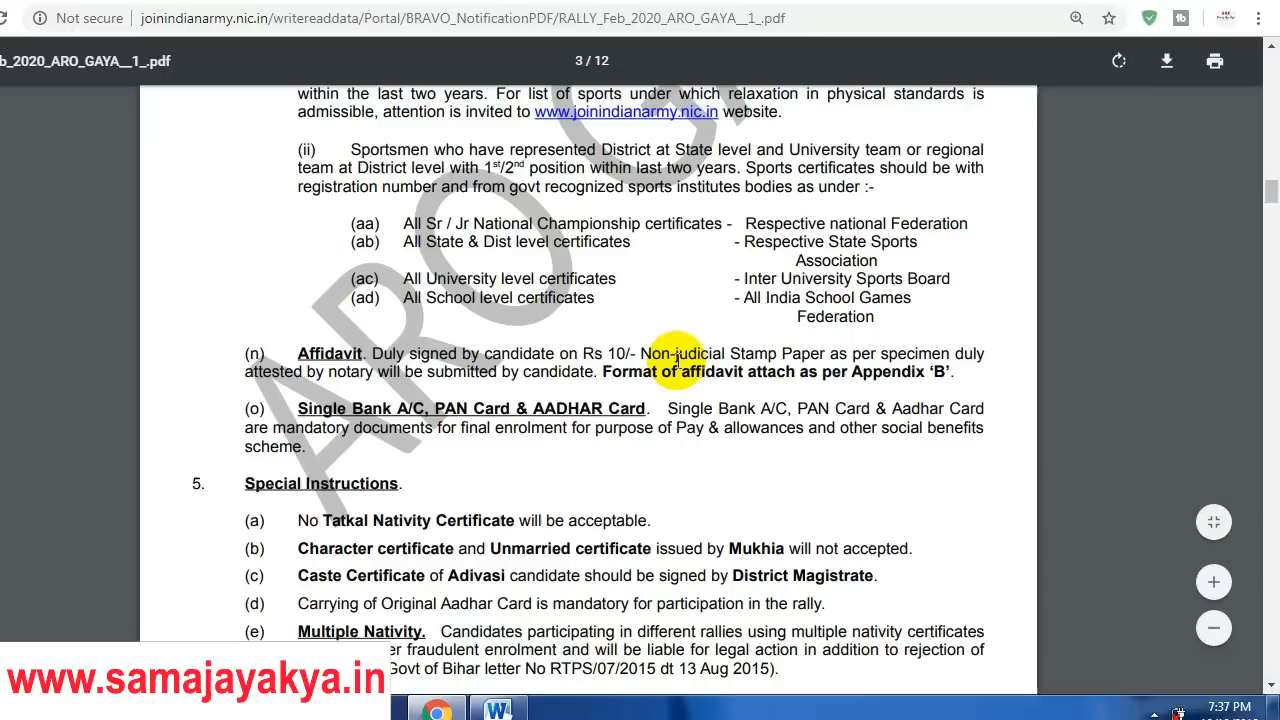 Not secure joinindianarmy.nic.in/writereaddata/Portal/BRAVO_NotificationPDF/RALLY_Feb_2020_ARO_GAYA__1_.pdf
b_2020_ARO_GAYA__1_.pdf 3 / 12
within the last two years. For list of sports under which relaxation in physical standards is
admissible, attention is invited to www.joinindianarmy.nic.in website.
(ii) Sportsmen who have represented District at State level and University team or regional
team at District level with 1st/2nd position within last two years. Sports certificates should be with
registration number and from govt recognized sports institutes bodies as under :-
(aa) All Sr / Jr National Championship certificates - Respective national Federation
(ab) All State & Dist level certificates - Respective State Sports
Association
(ac) All University level certificates - Inter University Sports Board
(ad) All School level certificates - All India School Games
Federation
(n) Affidavit. Duly signed by candidate on Rs 10/- Non-judicial Stamp Paper as per specimen duly
attested by notary will be submitted by candidate. Format of affidavit attach as per Appendix ‘B’.
(o) Single Bank A/C, PAN Card & AADHAR Card. Single Bank A/C, PAN Card & Aadhar Card
are mandatory documents for final enrolment for purpose of Pay & allowances and other social benefits
scheme.
5. Special Instructions.
(a) No Tatkal Nativity Certificate will be acceptable.
(b) Character certificate and Unmarried certificate issued by Mukhia will not accepted.
(c) Caste Certificate of Adivasi candidate should be signed by District Magistrate.
(d) Carrying of Original Aadhar Card is mandatory for participation in the rally.
(e) Multiple Nativity. Candidates participating in different rallies using multiple nativity certificates
er fraudulent enrolment and will be liable for legal action in addition to rejection of
Govt of Bihar letter No RTPS/07/2015 dt 13 Aug 2015).
ARO GA
www.samajayakya.in
7:37 PM